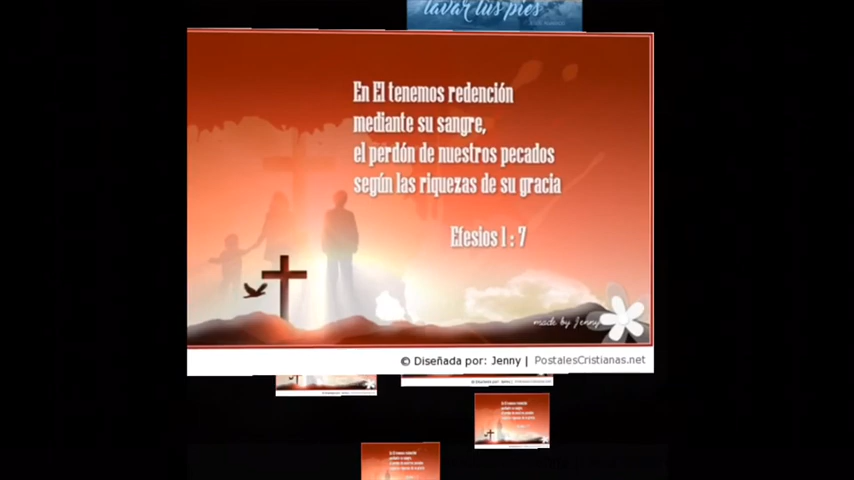 lavar tus pies
En El tenemos redención
mediante su sangre,
el perdón de nuestros pecados
según las riquezas de su gracia
Efesios 1 : 7
made by Jenny
© Diseñada por: Jenny | PostalesCristianas.net